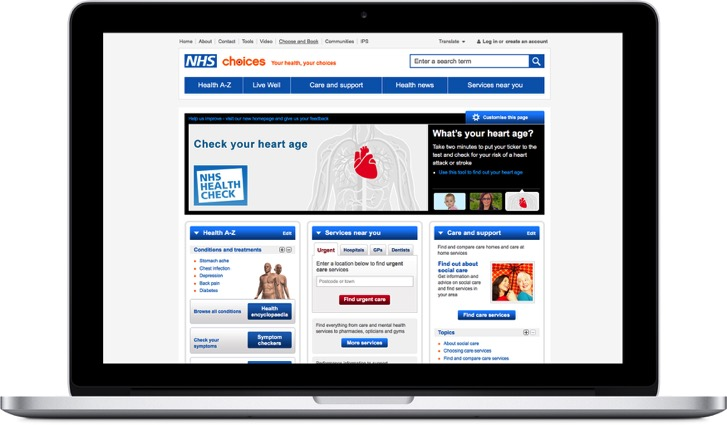 Home About Contact Tools Video Choose and Book Communities IPS Translate Log in or create an account
NHS choices Your health, your choices
Enter a search term
Health A-Z Live Well Care and support Health news Services near you
Help us improve - visit our new homepage and give us your feedback
Customise this page
Check your heart age
NHS
HEALTH
CHECK
What's your heart age?
Take two minutes to put your ticker to the
test and check for your risk of a heart
attack or stroke
Use this tool to find out your heart age
Health A-Z Edit
Conditions and treatments
Stomach ache
Chest infection
Depression
Back pain
Diabetes
Browse all conditions
Health
encyclopaedia
Check your
symptoms
Symptom
checkers
Services near you
Urgent Hospitals GPs Dentists
Enter a location below to find urgent
care services
Postcode or town
Find urgent care
Find everything from care and mental health
services to pharmacies, opticians and gyms
More services
Care and support Edit
Find and compare care homes and care at
home services
Find out about
social care
Get information and
advice on social care
and find services in
your area
Find care services
Topics
About social care
Choosing care services
Find and compare care services